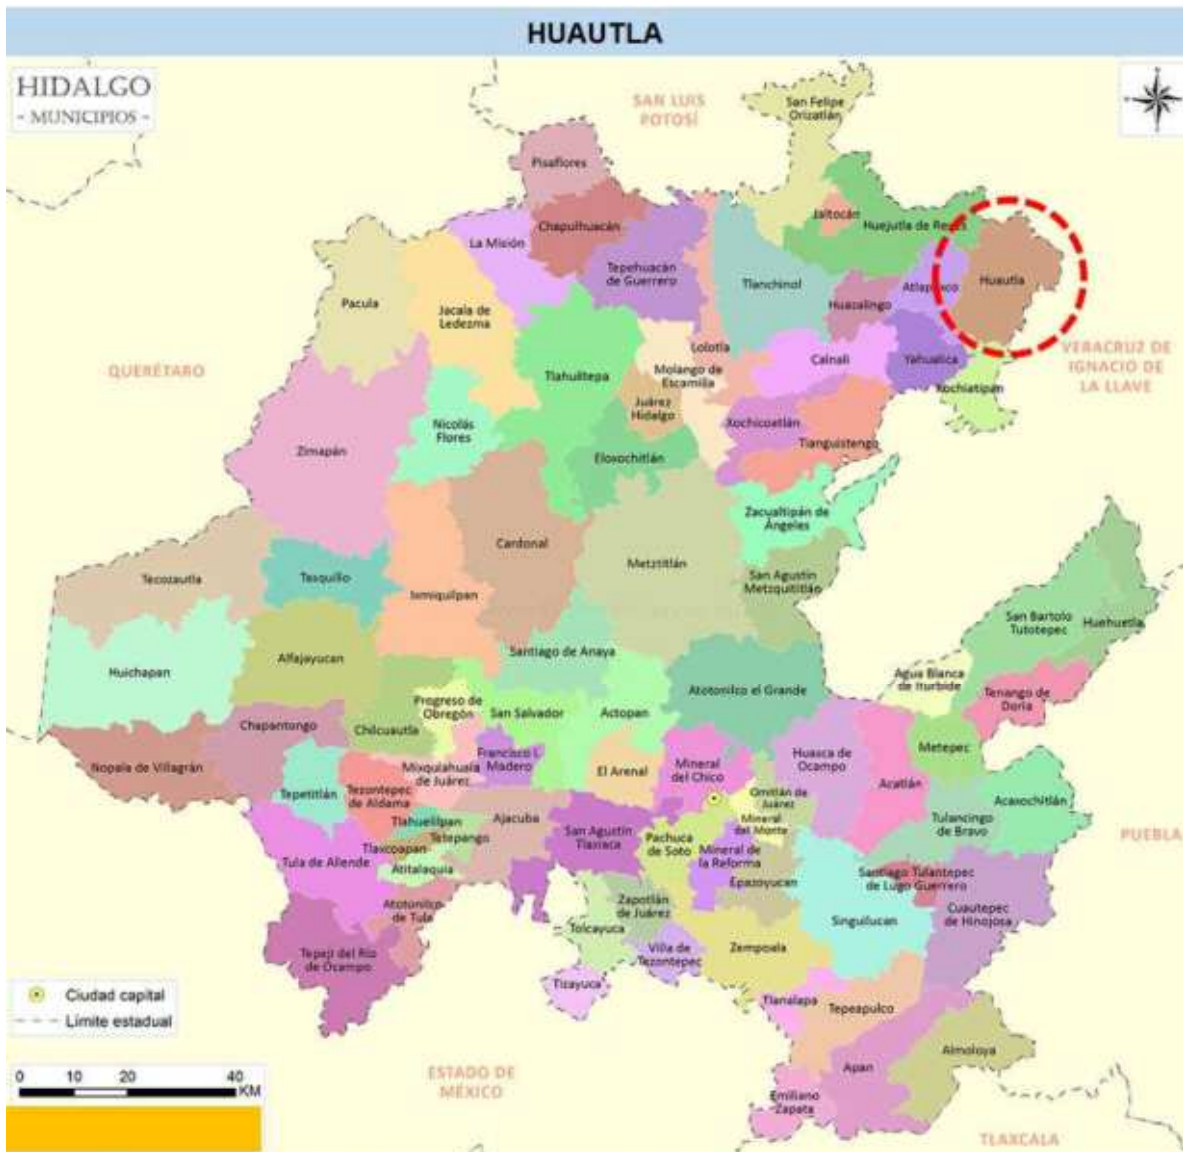 HUAUTLA
HIDALGO
- MUNICIPIOS -
SAN LUIS
POTOSÍ
San Felipe
Orizatlán
Pisaflores
Jaltocán
Huejutla de Reyes
Chapulhuacán
La Misión
Tepehuacán
de Guerrero
Tlanchinol
Atlapexco
Huautla
Huazalingo
Pacula
Jacala de
Ledezma
Lolotla
VERACRUZ DE
IGNACIO DE
LA LLAVE
QUERÉTARO
Tlahuiltepa
Molango de
Escamilla
Calnali
Yahualica
Xochiatipan
Juárez
Hidalgo
Nicolás
Flores
Xochicoatlán
Tianguistengo
Zimapán
Eloxochitlán
Zacualtipán de
Ángeles
Cardonal
Metztitlán
Tecozautla
Tasquillo
Ixmiquilpan
San Agustín
Metzquititlán
San Bartolo
Tutotepec
Huehuetla
Santiago de Anaya
Huichapan
Alfajayucan
Agua Blanca
de Iturbide
Atotonilco el Grande
Tenango de
Doria
Progreso de
Obregón
San Salvador
Actopan
Chapantongo
Chilcuautla
Metepec
Nopala de Villagrán
Mixquiahuala
de Juárez
Francisco I.
Madero
El Arenal
Mineral
del Chico
Huasca de
Ocampo
Acatlán
Tepetitlán
Tezontepec
de Aldama
Omitlán de
Juárez
Acaxochitlán
Tlahuelilpan
Ajacuba
Mineral
del Monte
Tulancingo
de Bravo
Tetepango
San Agustín
Tlaxiaca
Pachuca
de Soto
PUEBLA
Tlaxcoapan
Tula de Allende
Atitalaquia
Mineral de
la Reforma
Epazoyucan
Santiago Tulantepec
de Lugo Guerrero
Atotonilco
de Tula
Zapotlán
de Juárez
Singuilucan
Cuautepec
de Hinojosa
Tolcayuca
Tepeji del Río
de Ocampo
Villa de
Tezontepec
Zempoala
Tizayuca
Ciudad capital
Límite estadual
Tlanalapa
Tepeapulco
Almoloya
Apan
0 10 20 40
KM
ESTADO DE
MÉXICO
Emiliano
Zapata
TLAXCALA